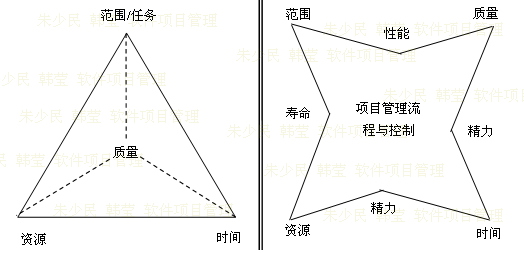 范围/任务
质量
资源
时间
范围
质量
性能
寿命
项目管理流
程与控制
精力
精力
资源
时间
朱少民 韩莹 软件项目管理